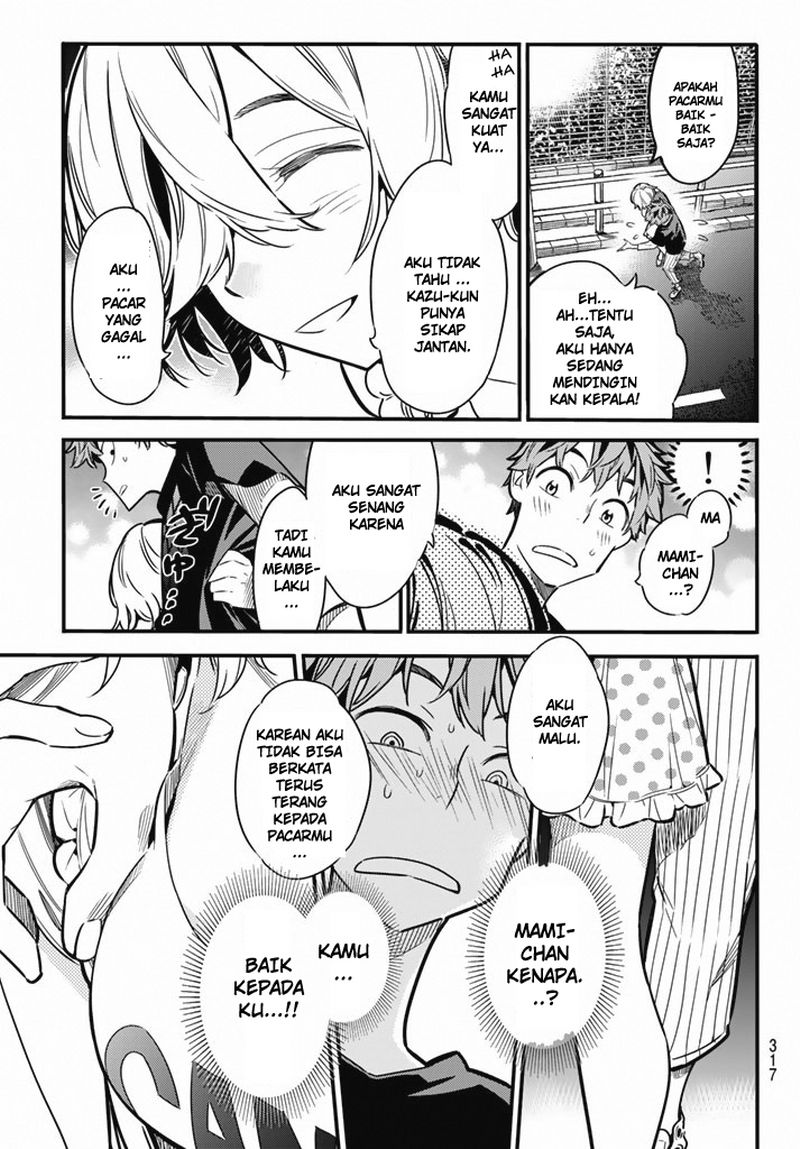 APAKAH
PACARMU
BAIK -
BAIK
SAJA?
EH...
AH...TENTU
SAJA,
AKU HANYA
SEDANG
MENDINGIN
KAN KEPALA!
HA
HA
KAMU
SANGAT
KUAT
YA...
AKU TIDAK
TAHU ...
KAZU-KUN
PUNYA
SIKAP
JANTAN.
AKU
...
PACAR
YANG
GAGAL
...
!
MA
MAMI-
CHAN
...?
AKU SANGAT
SENANG
KARENA
TADI
KAMU
MEMBE-
LAKU
...
ぎゅ…
AKU
SANGAT
MALU.
MAMI-
CHAN
KENAPA.
..?
KAREAN AKU
TIDAK BISA
BERKATA
TERUS
TERANG
KEPADA
PACARMU
...
KAMU
...
BAIK
KEPADA
KU...!!
317